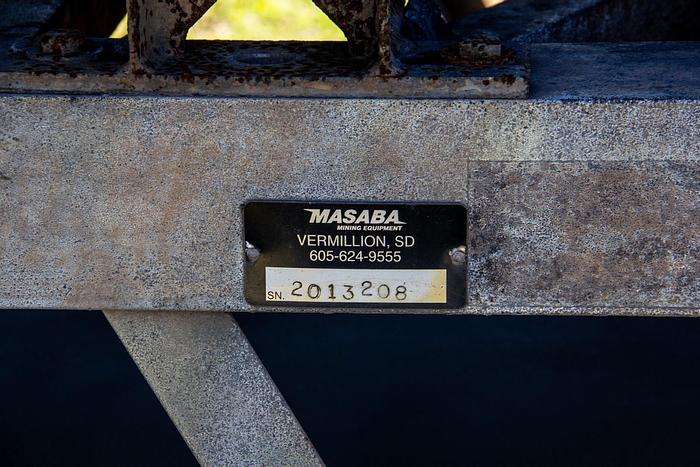 MASABA
MINING EQUIPMENT
VERMILLION, SD
605-624-9555
SN. 2013208